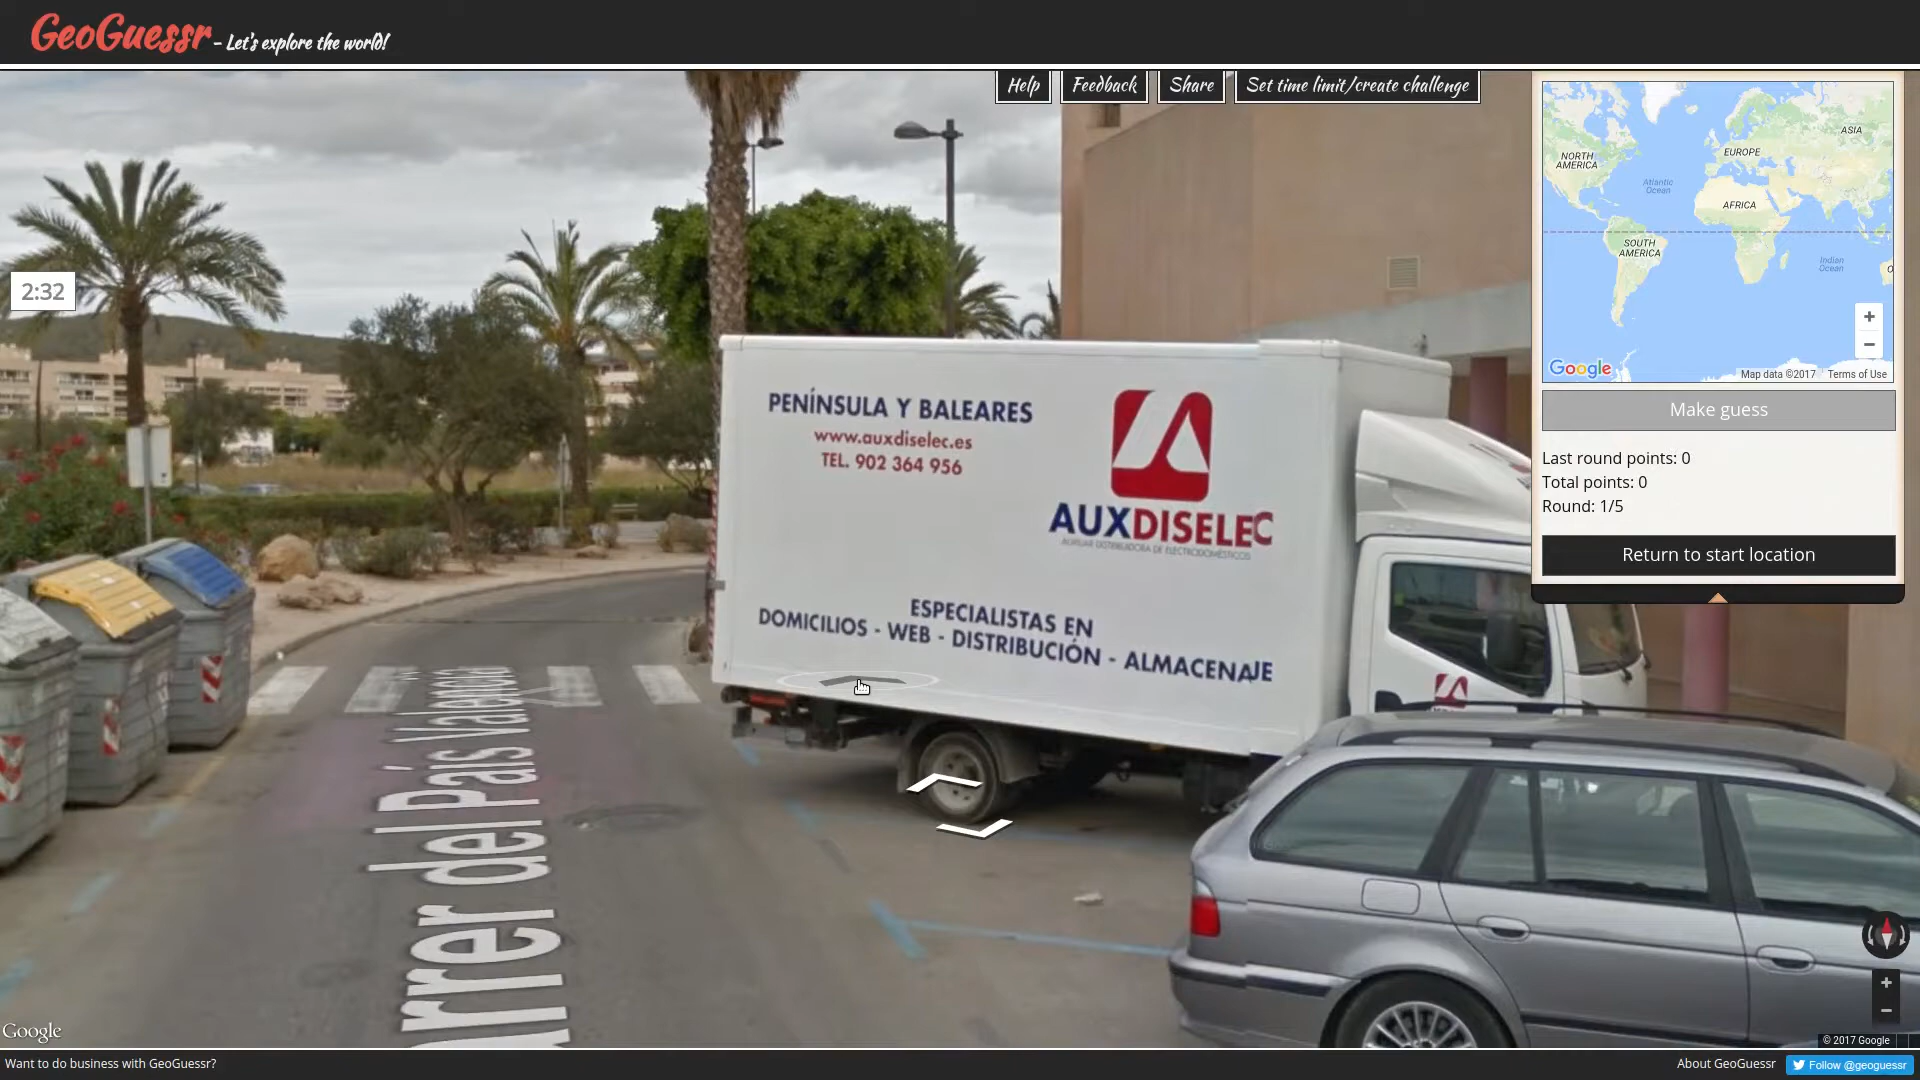 GeoGuessr - Let's explore the world!
Help
Feedback
Share
Set time limit/create challenge
2:32
NORTH
AMERICA
Atlantic
Ocean
EUROPE
ASIA
AFRICA
SOUTH
AMERICA
Indian
Ocean
O
+
−
Google
Map data ©2017
Terms of Use
Make guess
Last round points: 0
Total points: 0
Round: 1/5
Return to start location
PENÍNSULA Y BALEARES
www.auxdiselec.es
TEL. 902 364 956
AUXDISELEC
AUXILIAR DISTRIBUIDORA DE ELECTRODOMÉSTICOS
ESPECIALISTAS EN
DOMICILIOS - WEB - DISTRIBUCIÓN - ALMACENAJE
rrer del País Valencià
+
−
Google
© 2017 Google
Want to do business with GeoGuessr?
About GeoGuessr
Follow @geoguessr